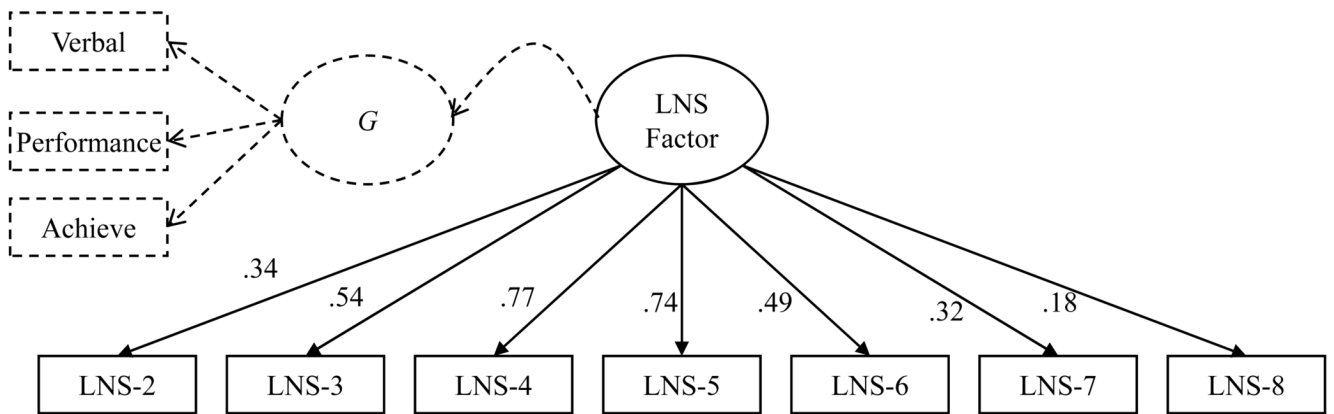 Verbal
Performance
Achieve
G
LNS
Factor
.34
.54
.77
.74
.49
.32
.18
LNS-2
LNS-3
LNS-4
LNS-5
LNS-6
LNS-7
LNS-8